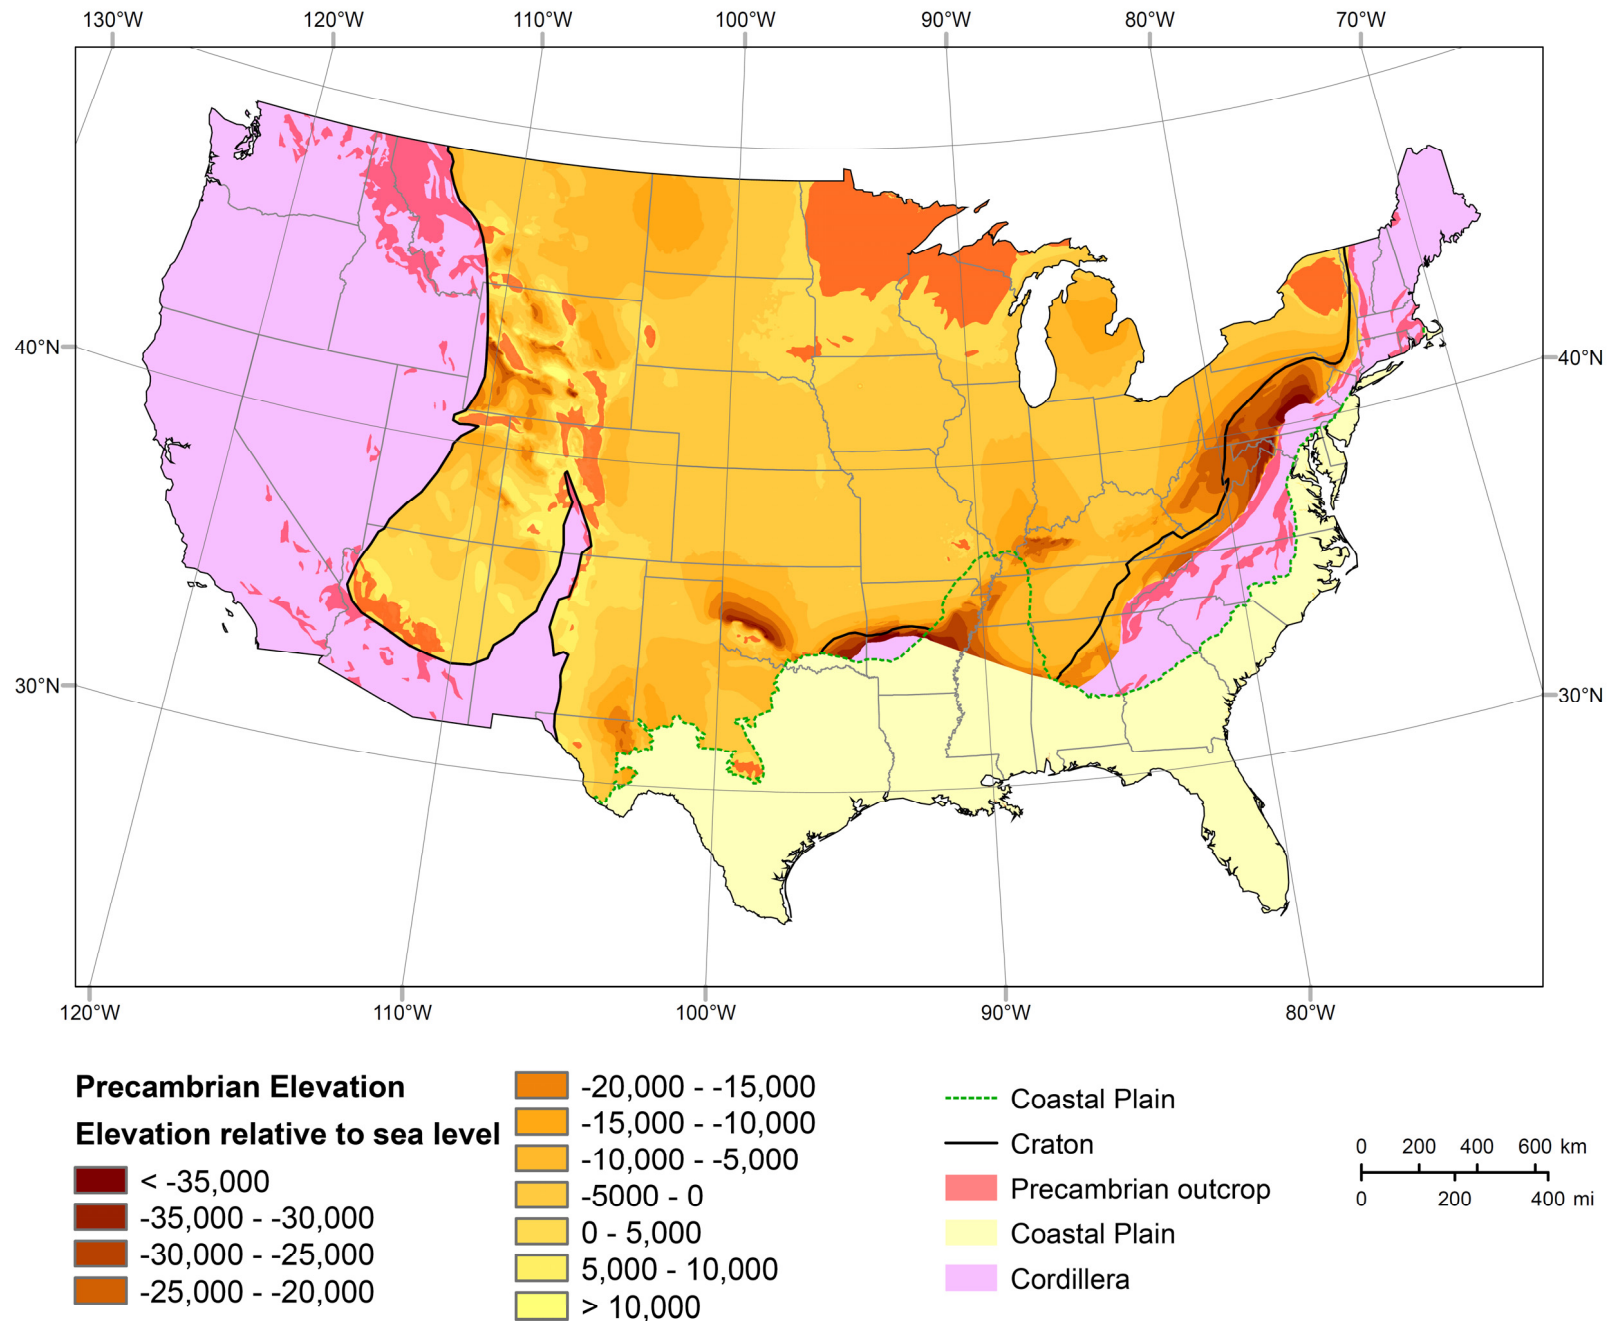 130°W 120°W 110°W 100°W 90°W 80°W 70°W
40°N 40°N
30°N 30°N
120°W 110°W 100°W 90°W 80°W
Precambrian Elevation
Elevation relative to sea level
< -35,000
-35,000 - -30,000
-30,000 - -25,000
-25,000 - -20,000
-20,000 - -15,000
-15,000 - -10,000
-10,000 - -5,000
-5000 - 0
0 - 5,000
5,000 - 10,000
> 10,000
Coastal Plain
Craton
Precambrian outcrop
Coastal Plain
Cordillera
0 200 400 600 km
0 200 400 mi